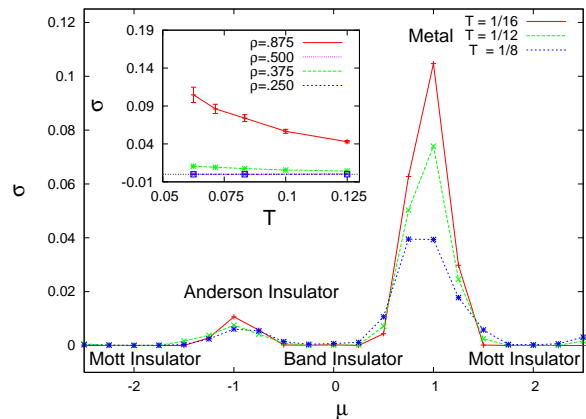 0.12
0.1
0.08
0.06
0.04
0.02
0
σ
-2
-1
0
1
2
μ
Metal
T = 1/16
T = 1/12
T = 1/8
Anderson Insulator
Mott Insulator
Band Insulator
Mott Insulator
0.19
0.14
0.09
0.04
-0.01
σ
0.05
0.075
0.1
0.125
T
ρ=.875
ρ=.500
ρ=.375
ρ=.250